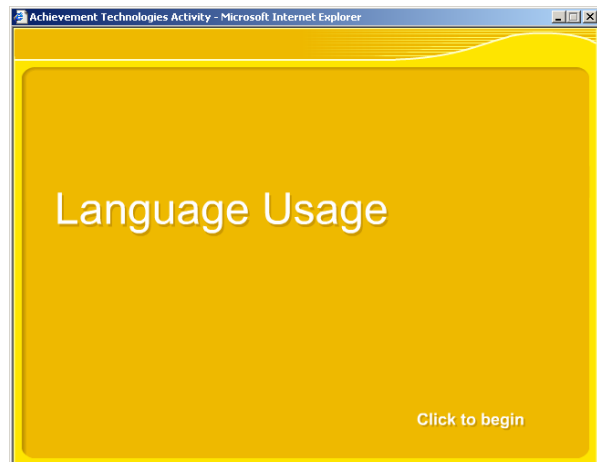 Achievement Technologies Activity - Microsoft Internet Explorer
Language Usage
Click to begin